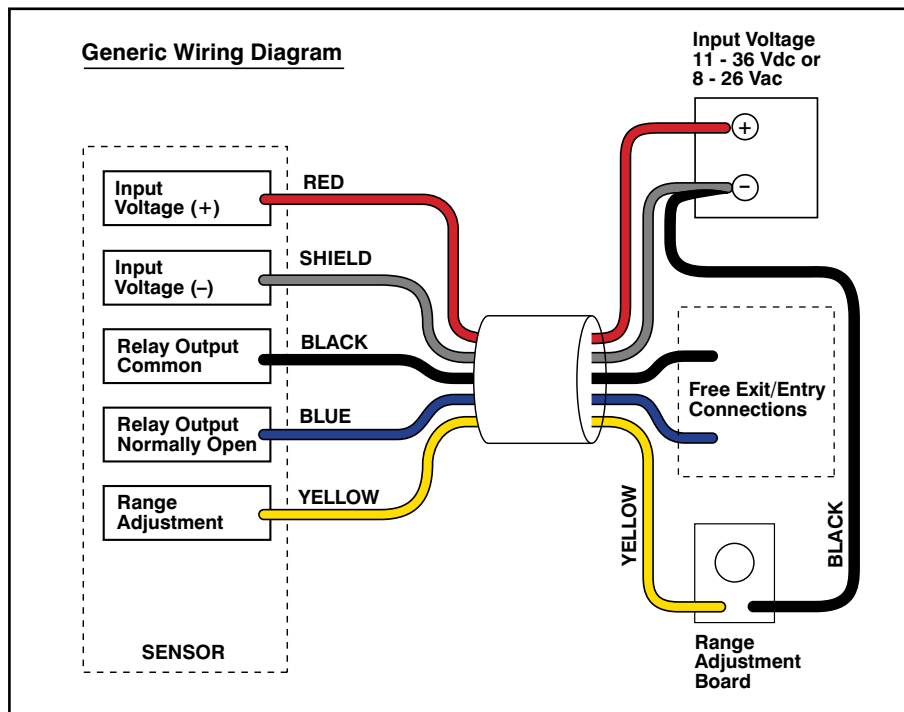 Generic Wiring Diagram
Input Voltage
11 - 36 Vdc or
8 - 26 Vac
+
−
Input
Voltage (+)
RED
Input
Voltage (–)
SHIELD
Relay Output
Common
BLACK
Relay Output
Normally Open
BLUE
Range
Adjustment
YELLOW
SENSOR
Free Exit/Entry
Connections
YELLOW
BLACK
Range
Adjustment
Board